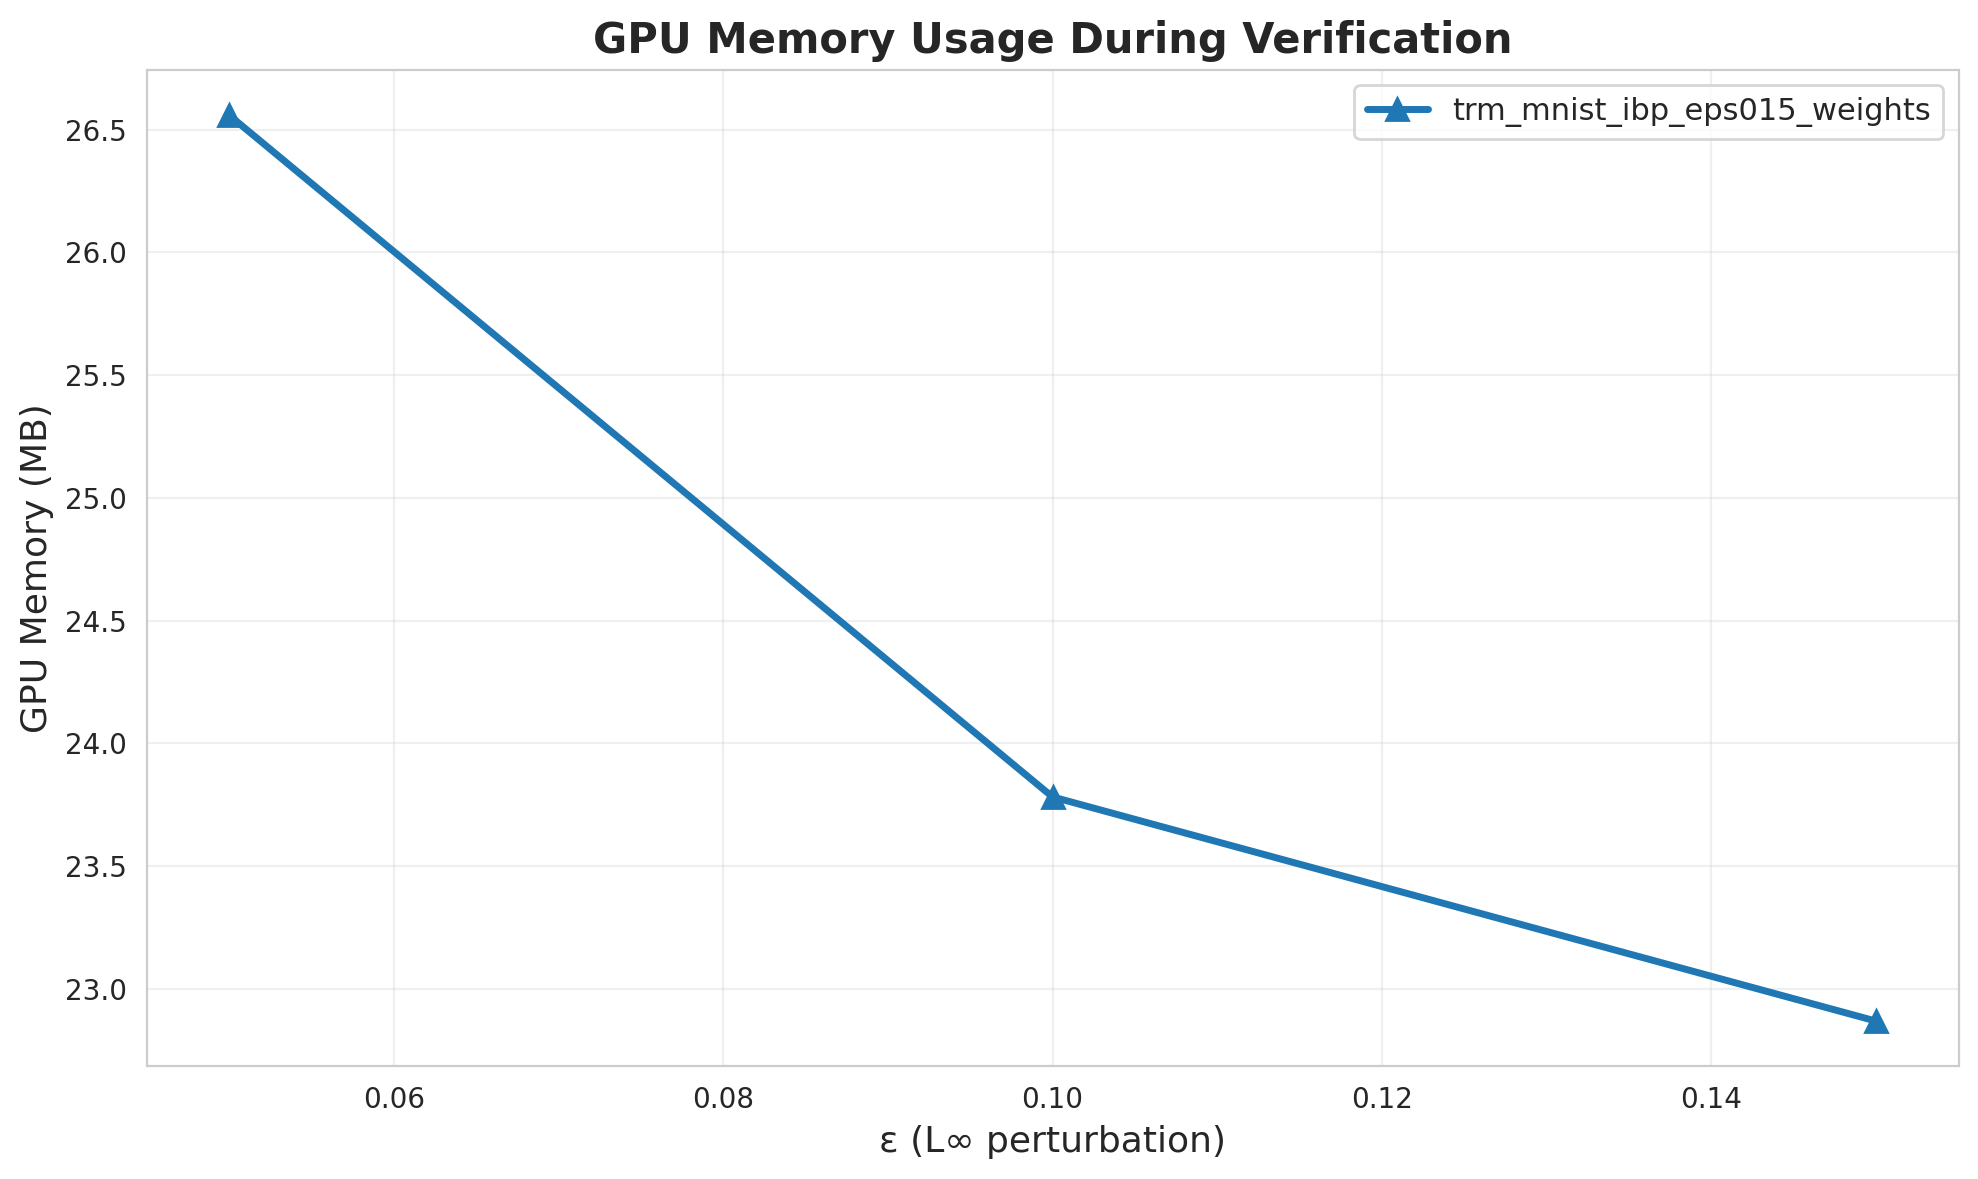 GPU Memory Usage During Verification
trm_mnist_ibp_eps015_weights
GPU Memory (MB)
26.5
26.0
25.5
25.0
24.5
24.0
23.5
23.0
0.06 0.08 0.10 0.12 0.14
ε (L∞ perturbation)